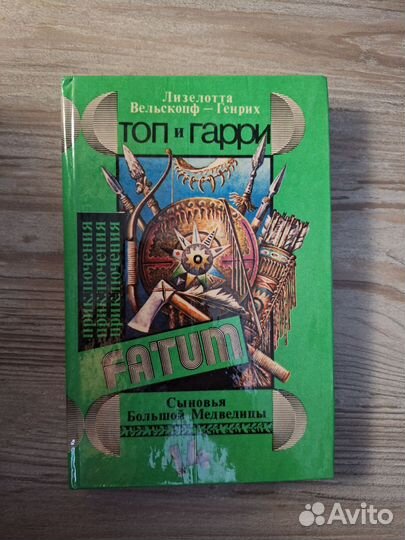 Лизелотта
Вельскопф – Генрих
ТОП и ГАРРИ
приключения
приключения
приключения
FATUM
Сыновья
Большой Медведицы
Avito